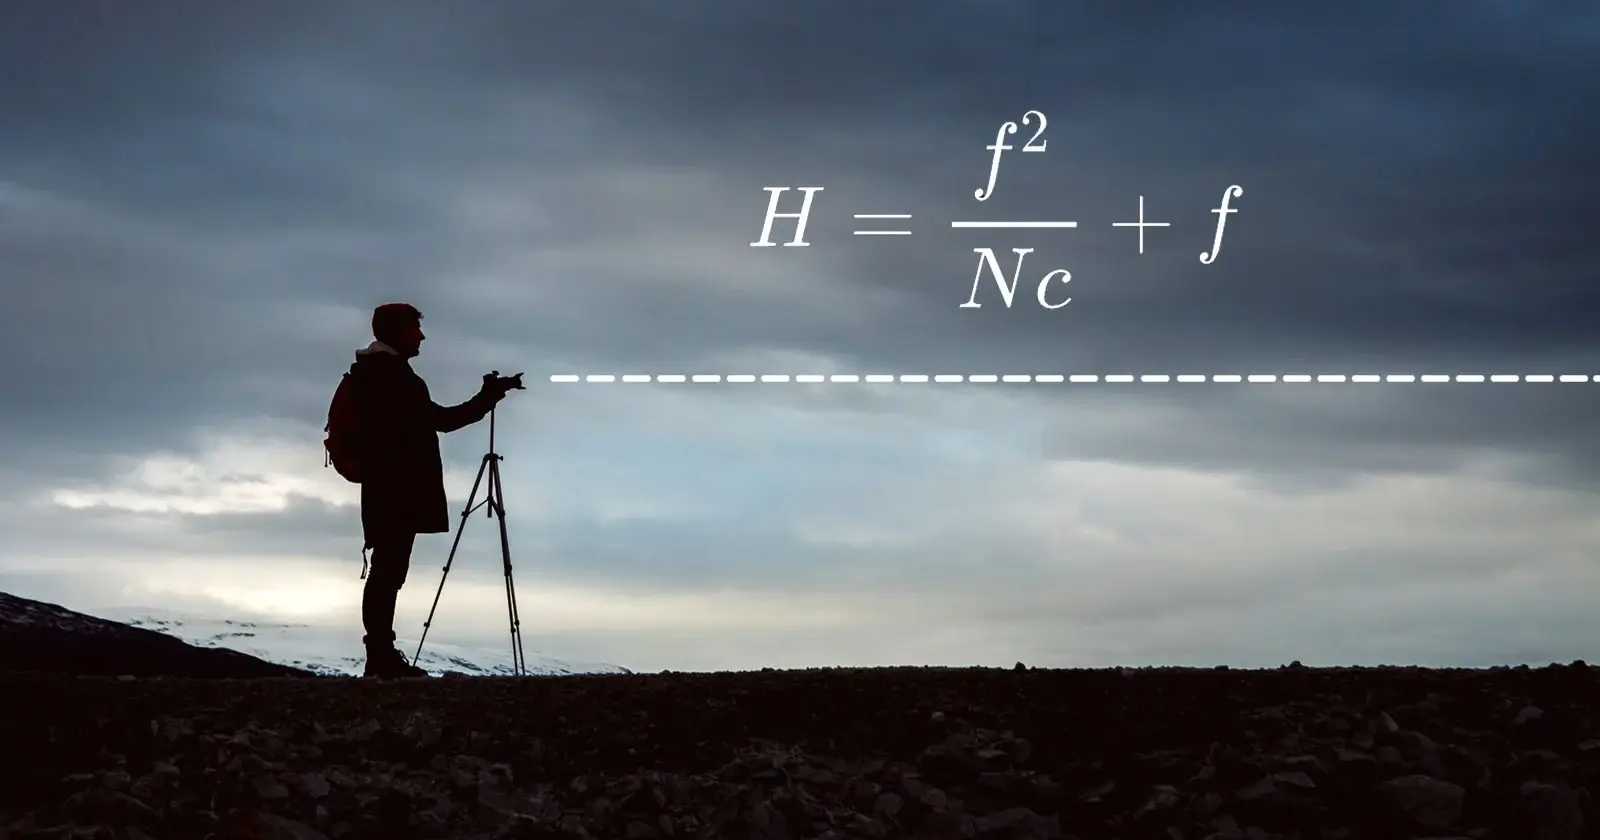 H = f²/Nc + f